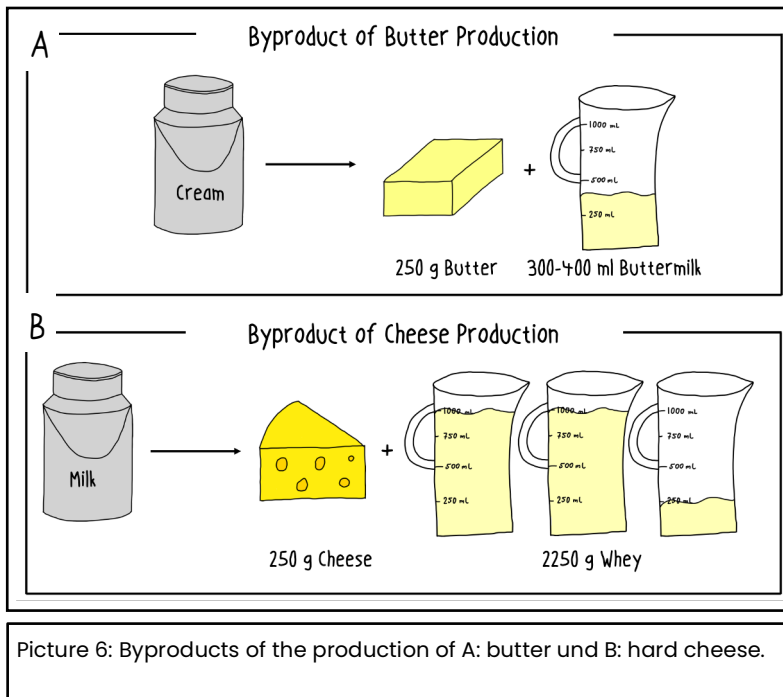 A
Byproduct of Butter Production
Cream
+
1000 mL
750 mL
500 mL
250 mL
250 g Butter
300-400 ml Buttermilk
B
Byproduct of Cheese Production
Milk
+
1000 mL
750 mL
500 mL
250 mL
1000 mL
750 mL
500 mL
250 mL
1000 mL
750 mL
500 mL
250 mL
250 g Cheese
2250 g Whey
Picture 6: Byproducts of the production of A: butter und B: hard cheese.